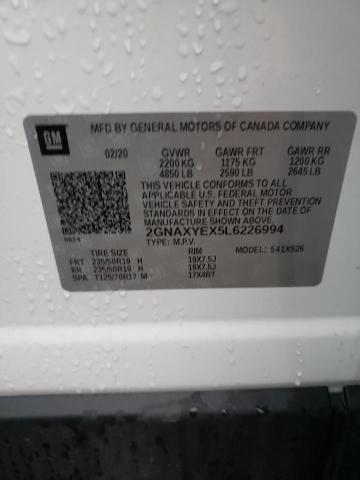 GM
MFD BY GENERAL MOTORS OF CANADA COMPANY
02/20 GVWR GAWR FRT GAWR RR
2200 KG 1175 KG 1200 KG
4850 LB 2590 LB 2645 LB
THIS VEHICLE CONFORMS TO ALL
APPLICABLE U.S. FEDERAL MOTOR
VEHICLE SAFETY AND THEFT
PREVENTION STANDARDS IN EFFECT ON
THE DATE OF MANUFACTURE SHOWN ABOVE.
2GNAXYEX5L6226994
0024 TYPE: M.P.V. 541X526
TIRE SIZE RIM
FRT 235/50R19 H 19X7.5J
RR 235/50R19 H 19X7.5J
SPA T125/70R17 M 17X4BT